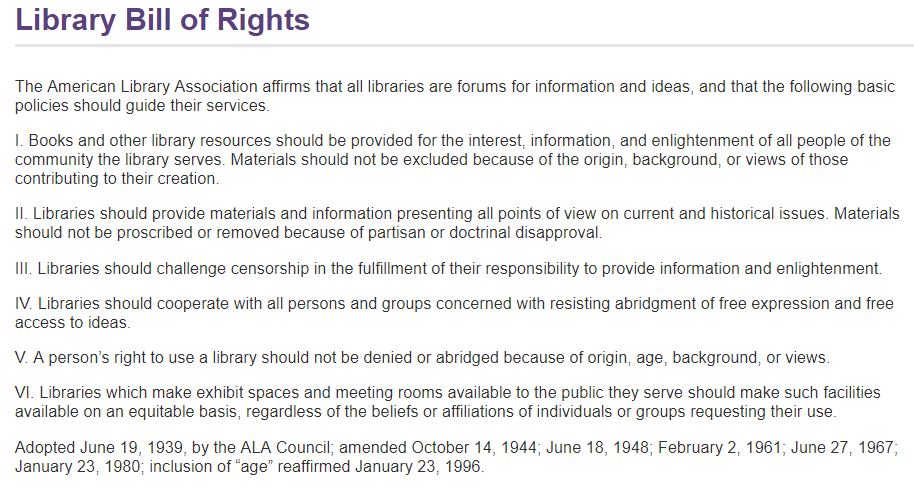 Library Bill of Rights
The American Library Association affirms that all libraries are forums for information and ideas, and that the following basic
policies should guide their services.
I. Books and other library resources should be provided for the interest, information, and enlightenment of all people of the
community the library serves. Materials should not be excluded because of the origin, background, or views of those
contributing to their creation.
II. Libraries should provide materials and information presenting all points of view on current and historical issues. Materials
should not be proscribed or removed because of partisan or doctrinal disapproval.
III. Libraries should challenge censorship in the fulfillment of their responsibility to provide information and enlightenment.
IV. Libraries should cooperate with all persons and groups concerned with resisting abridgment of free expression and free
access to ideas.
V. A person’s right to use a library should not be denied or abridged because of origin, age, background, or views.
VI. Libraries which make exhibit spaces and meeting rooms available to the public they serve should make such facilities
available on an equitable basis, regardless of the beliefs or affiliations of individuals or groups requesting their use.
Adopted June 19, 1939, by the ALA Council; amended October 14, 1944; June 18, 1948; February 2, 1961; June 27, 1967;
January 23, 1980; inclusion of “age” reaffirmed January 23, 1996.